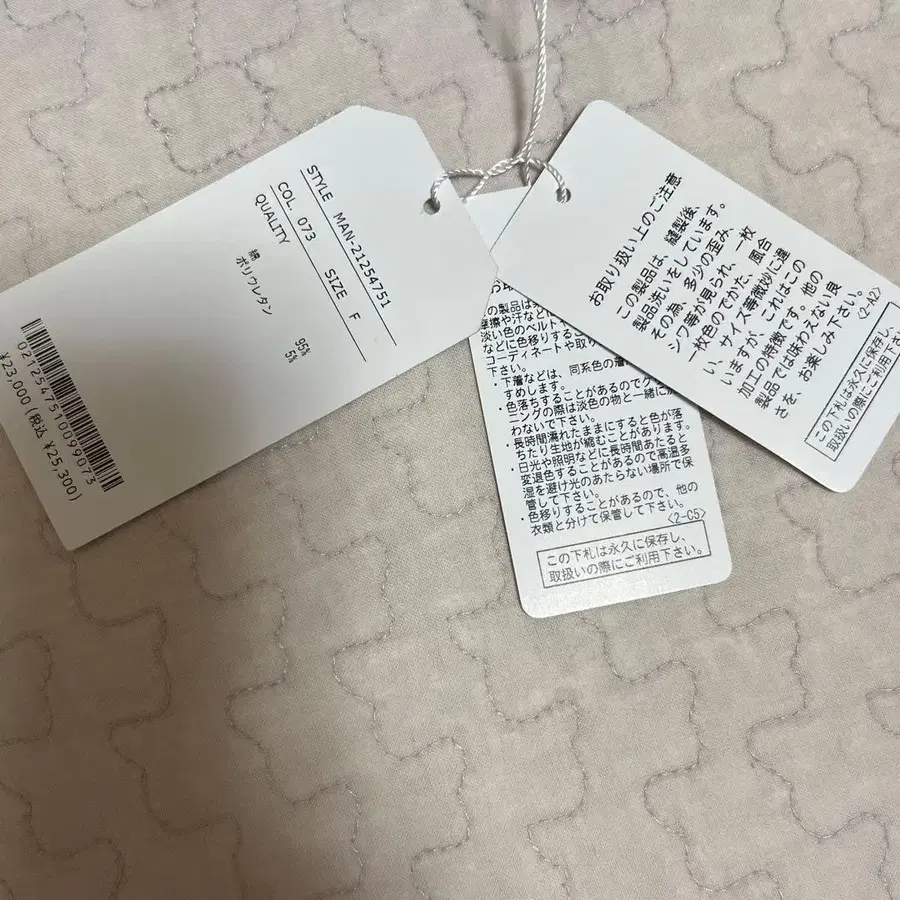 STYLE MAN-21254751
COL. 073 SIZE F
QUALITY
綿 95%
ポリウレタン 5%
0212547510099073
¥23,000 (税込 ¥25,300)
の製品は
摩擦や汗など
淡い色のベルト
などに色移りする
コーディネートや取り
下さい。
・下着などは、同系色の着
すめします。
・色落ちすることがあるのでク
ニングの際は淡色の物と一緒に
わないで下さい。
・長時間濡れたままにすると色が落
ちたり生地が縮むことがあります。
・日光や照明などに長時間あたると
変退色することがあるので高温多
湿を避け光のあたらない場所で保
管して下さい。
・色移りすることがあるので、他の
衣類と分けて保管して下さい。
〈2-C5〉
この下札は永久に保存し、
取扱いの際にご利用下さい。
お取り扱い上のご注意
この製品は、縫製後、
製品洗いをしています。
その為、多少の歪み、
シワ等が見られ、一枚
一枚色のでかた、風合
い、サイズ等微妙に違
いますが、これはこの
加工の特徴です。他の
製品では味わえない良
さを、お楽しみ下さい。
〈2-A2〉
この下札は永久に保存し、
取扱いの際にご利用下さ